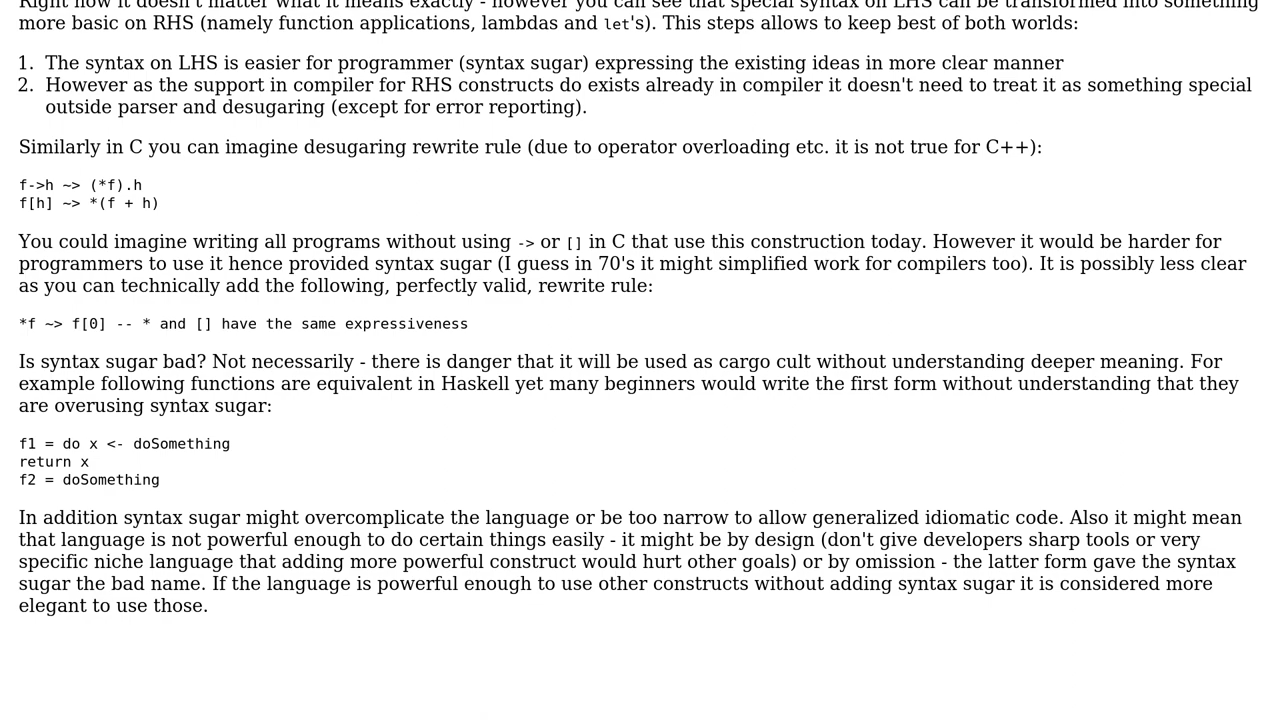 Right now it doesn't matter what it means exactly - however you can see that special syntax on LHS can be transformed into something
more basic on RHS (namely function applications, lambdas and let's). This steps allows to keep best of both worlds:
1. The syntax on LHS is easier for programmer (syntax sugar) expressing the existing ideas in more clear manner
2. However as the support in compiler for RHS constructs do exists already in compiler it doesn't need to treat it as something special
outside parser and desugaring (except for error reporting).
Similarly in C you can imagine desugaring rewrite rule (due to operator overloading etc. it is not true for C++):
f->h ~> (*f).h
f[h] ~> *(f + h)
You could imagine writing all programs without using -> or [] in C that use this construction today. However it would be harder for
programmers to use it hence provided syntax sugar (I guess in 70's it might simplified work for compilers too). It is possibly less clear
as you can technically add the following, perfectly valid, rewrite rule:
*f ~> f[0] -- * and [] have the same expressiveness
Is syntax sugar bad? Not necessarily - there is danger that it will be used as cargo cult without understanding deeper meaning. For
example following functions are equivalent in Haskell yet many beginners would write the first form without understanding that they
are overusing syntax sugar:
f1 = do x <- doSomething
return x
f2 = doSomething
In addition syntax sugar might overcomplicate the language or be too narrow to allow generalized idiomatic code. Also it might mean
that language is not powerful enough to do certain things easily - it might be by design (don't give developers sharp tools or very
specific niche language that adding more powerful construct would hurt other goals) or by omission - the latter form gave the syntax
sugar the bad name. If the language is powerful enough to use other constructs without adding syntax sugar it is considered more
elegant to use those.